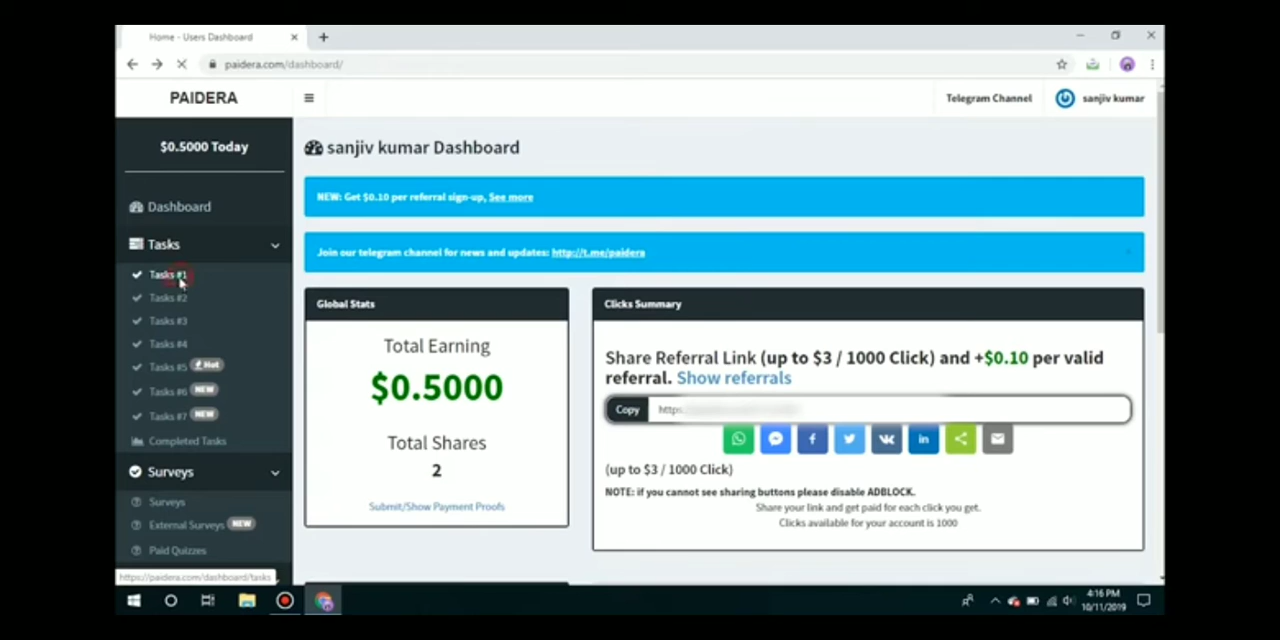 Home - Users Dashboard
paidera.com/dashboard/
PAIDERA
Telegram Channel
sanjiv kumar
$0.5000 Today
sanjiv kumar Dashboard
NEW: Get $0.10 per referral sign-up, See more
Dashboard
Tasks
Join our telegram channel for news and updates: http://t.me/paidera
Tasks #1
Tasks #2
Tasks #3
Tasks #4
Tasks #5 Hot
Tasks #6 NEW
Tasks #7 NEW
Completed Tasks
Surveys
Surveys
External Surveys NEW
Paid Quizzes
Global Stats
Total Earning
$0.5000
Total Shares
2
Submit/Show Payment Proofs
Clicks Summary
Share Referral Link (up to $3 / 1000 Click) and +$0.10 per valid
referral. Show referrals
Copy
https:
in
(up to $3 / 1000 Click)
NOTE: if you cannot see sharing buttons please disable ADBLOCK.
Share your link and get paid for each click you get.
Clicks available for your account is 1000
https://paidera.com/dashboard/tasks
4:16 PM
10/11/2019